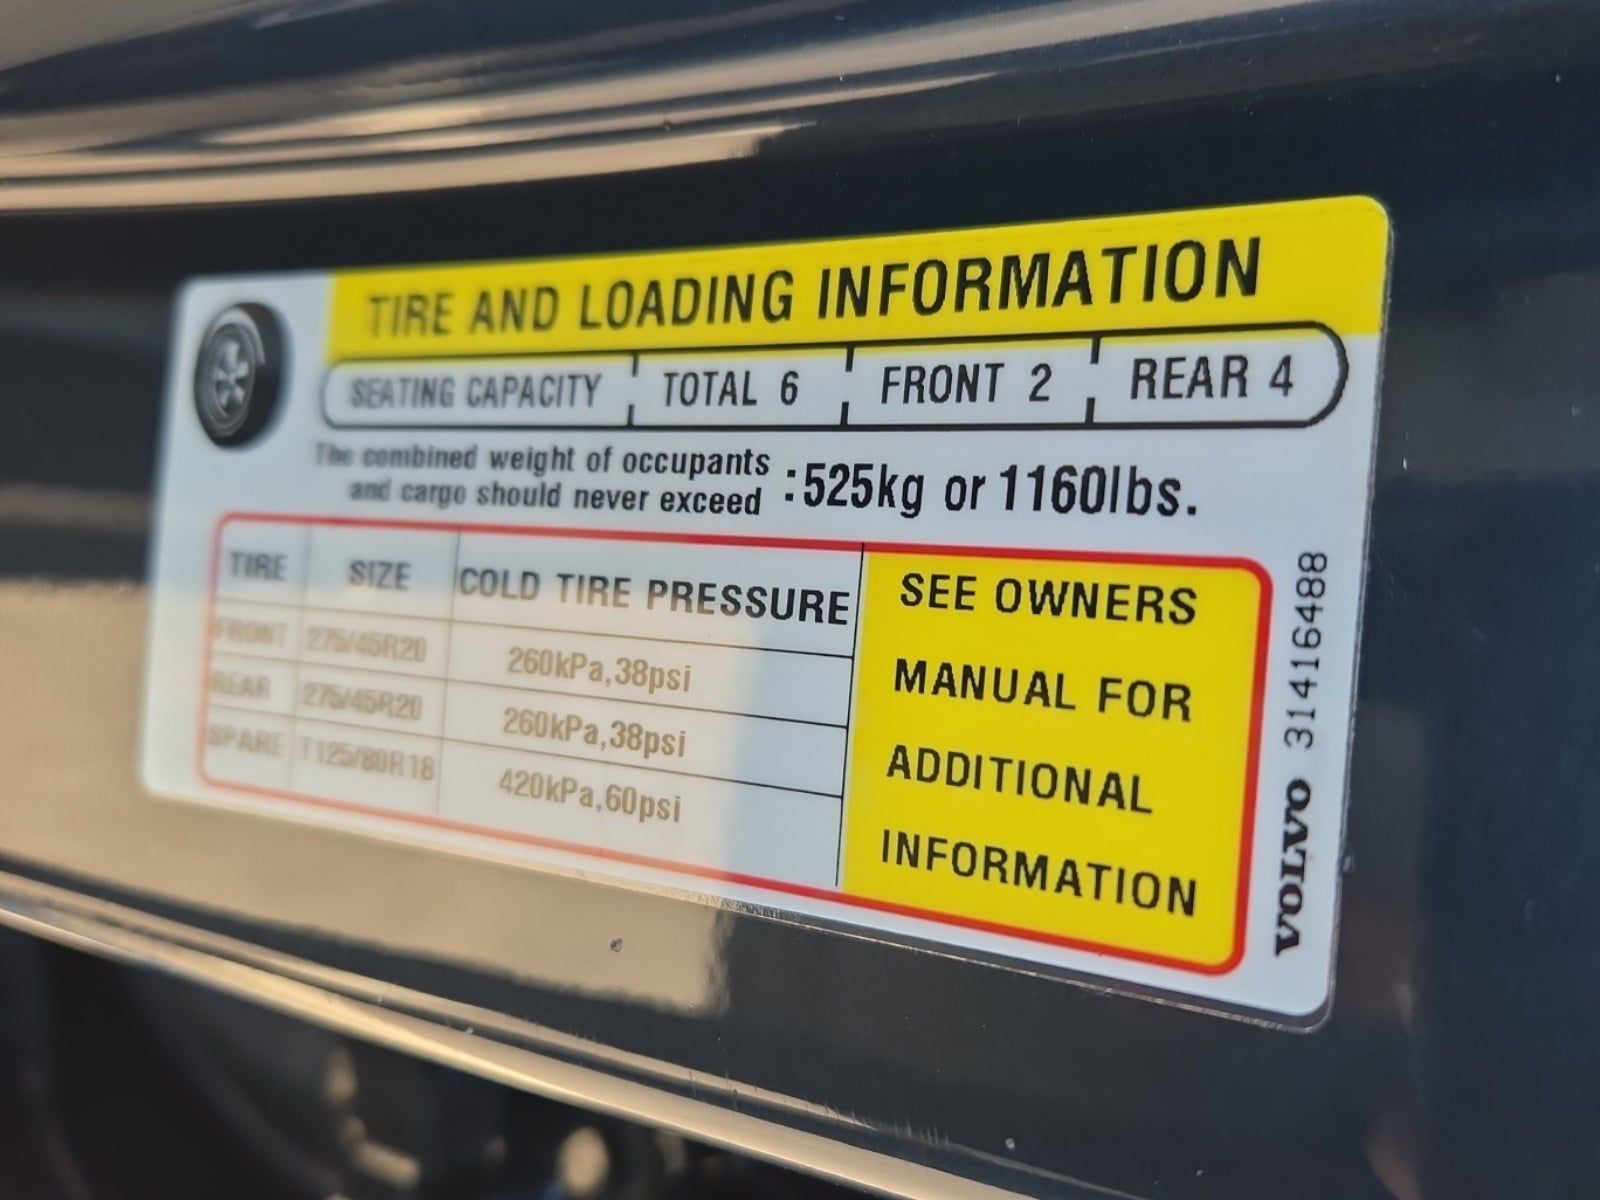 TIRE AND LOADING INFORMATION
SEATING CAPACITY TOTAL 6 FRONT 2 REAR 4
The combined weight of occupants
and cargo should never exceed :525kg or 1160lbs.
TIRE SIZE COLD TIRE PRESSURE
FRONT 275/45R20 260kPa,38psi
REAR 275/45R20 260kPa,38psi
SPARE T125/80R18 420kPa,60psi
SEE OWNERS
MANUAL FOR
ADDITIONAL
INFORMATION
VOLVO 31416488